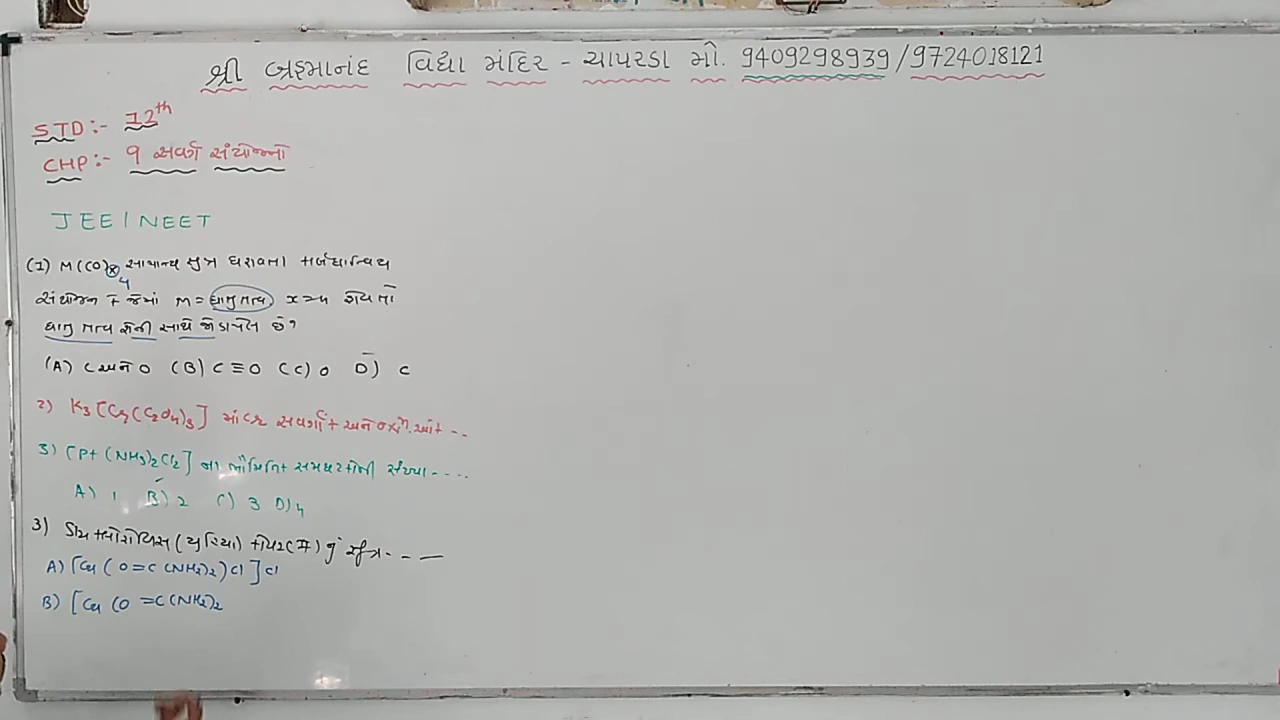 શ્રી બ્રહ્માનંદ વિદ્યા મંદિર - ચાપરડા મો. 9409298939/9724018121
STD:- 12th
CHP:- 9 સવર્ગ સંયોજનો
JEE/NEET
(1) M(CO)x સામાન્ય સુત્ર ધરાવતા
4
M = ધાતુ તત્વ x=4 હોય તો
ધાતુ તત્વ કોની સાથે જોડાયેલ છે?
(A) C અને O (B) C≡O (C) O D) C
2) K3[Cr(C2O4)3] માં Cr સવર્ગાંક અને ઓક્સી. આંક --
3) [Pt(NH3)2Cl2] ના ભૌમિતિક સમઘટકોની સંખ્યા----
A) 1 B) 2 C) 3 D) 4
3) ડાયક્લોરોબિસ(યુરિયા) કોપર(II) નું સૂત્ર---
A) [Cu(O=C(NH2)2)Cl]Cl
B) [Cu(O=C(NH2)2